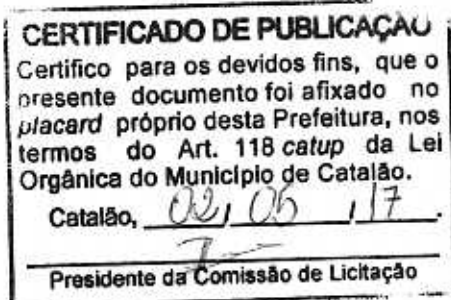 CERTIFICADO DE PUBLICAÇÃO
Certifico para os devidos fins, que o
presente documento foi afixado no
placard próprio desta Prefeitura, nos
termos do Art. 118 catup da Lei
Orgânica do Município de Catalão.
Catalão, 02, 05 , 17.
Presidente da Comissão de Licitação